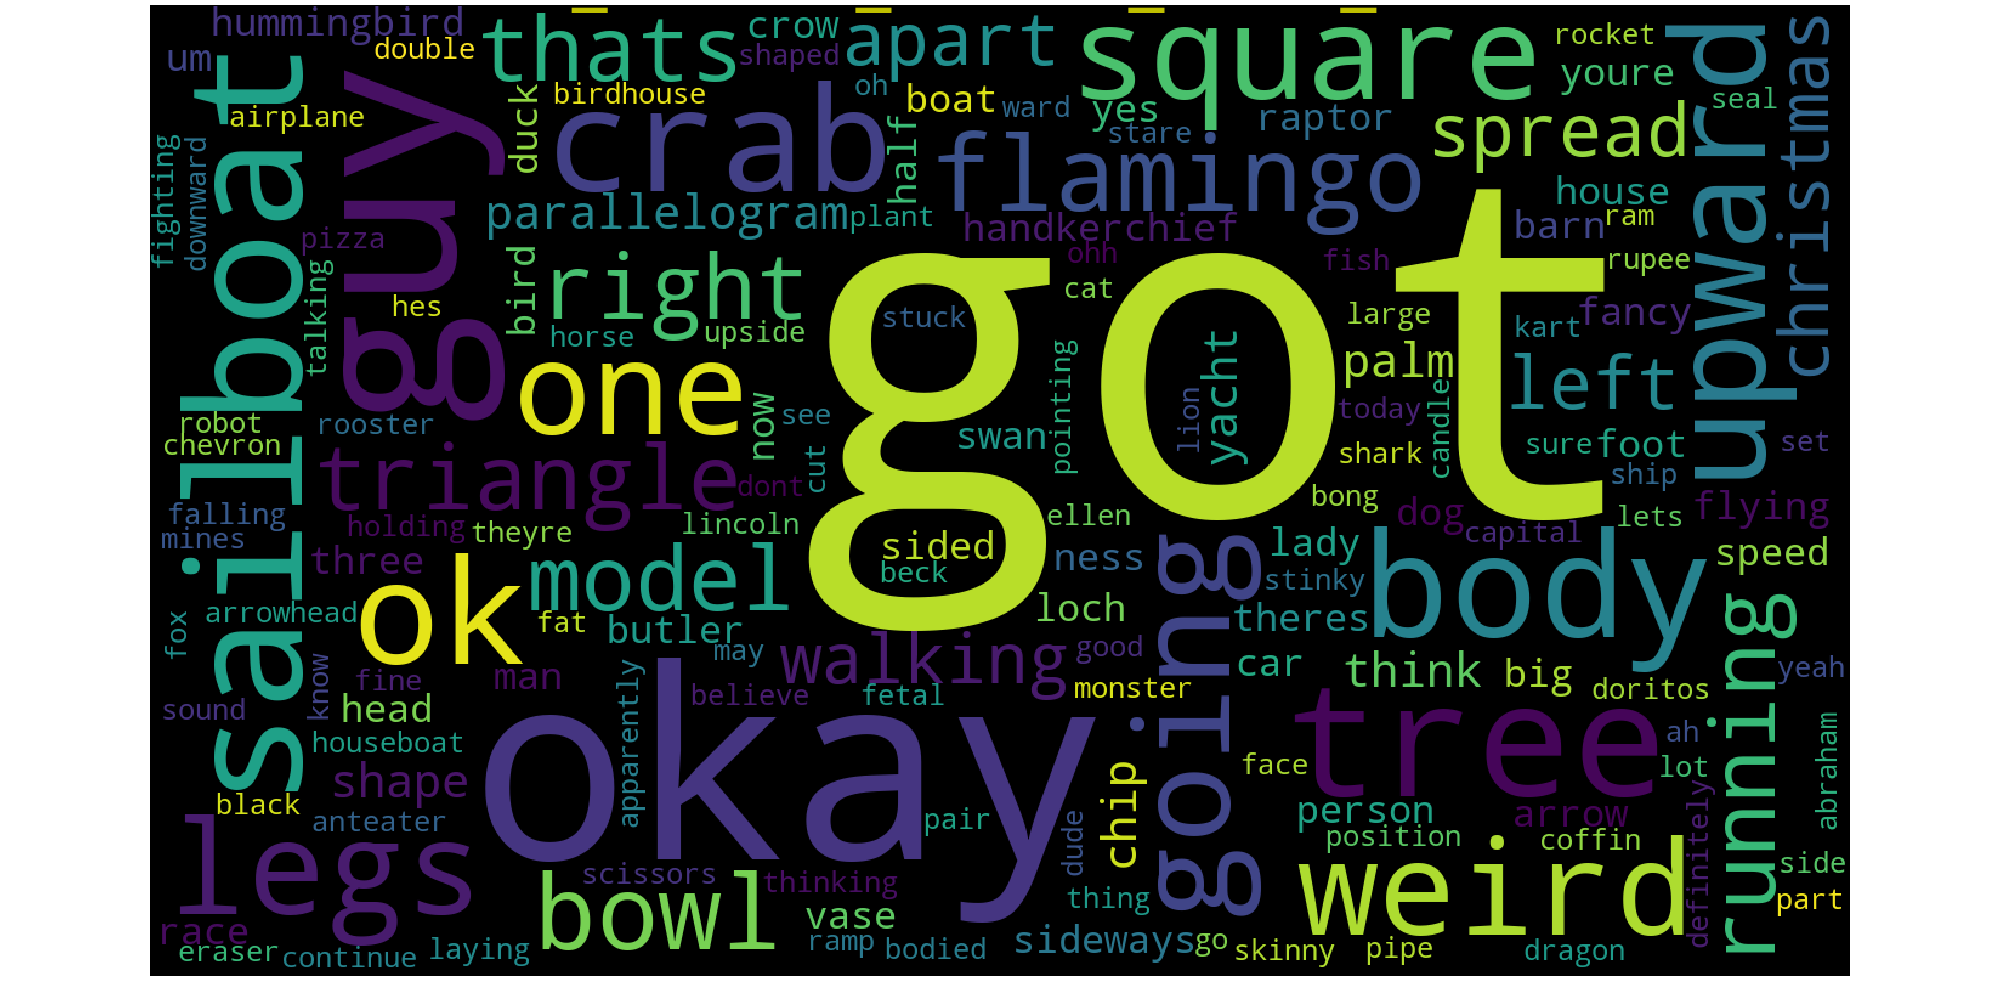 hummingbird
um
double
airplane
thats
crow
shaped
apart
square
rocket
youre
seal
upward
christmas
sailboat
guy
duck
birdhouse
crab
oh
boat
half
ward
yes
stare
raptor
spread
flamingo
fighting
downward
pizza
talking
parallelogram
plant
handkerchief
ohh
house
barn
ram
fish
rupee
hes
bird
right
horse
upside
stuck
cat
got
large
kart
fancy
palm
left
one
now
see
cut
swan
pointing
lion
yacht
today
candle
shark
sure
foot
set
ship
robot
chevron
rooster
triangle
dont
bong
dog
capital
lets
flying
falling
mines
holding
theyre
lincoln
sided
beck
ellen
ness
lady
stinky
body
speed
three
ok
model
loch
going
theres
running
fox
arrowhead
fat
butler
may
walking
good
car
think
big
doritos
yeah
sound
know
fine
man
head
apparently
believe
fetal
monster
houseboat
okay
tree
ah
lot
abraham
shape
black
anteater
pair
dude
chip
face
person
position
arrow
coffin
definitely
side
part
legs
scissors
thinking
thing
weird
race
bowl
vase
eraser
continue
laying
ramp
bodied
sideways
go
skinny
pipe
dragon